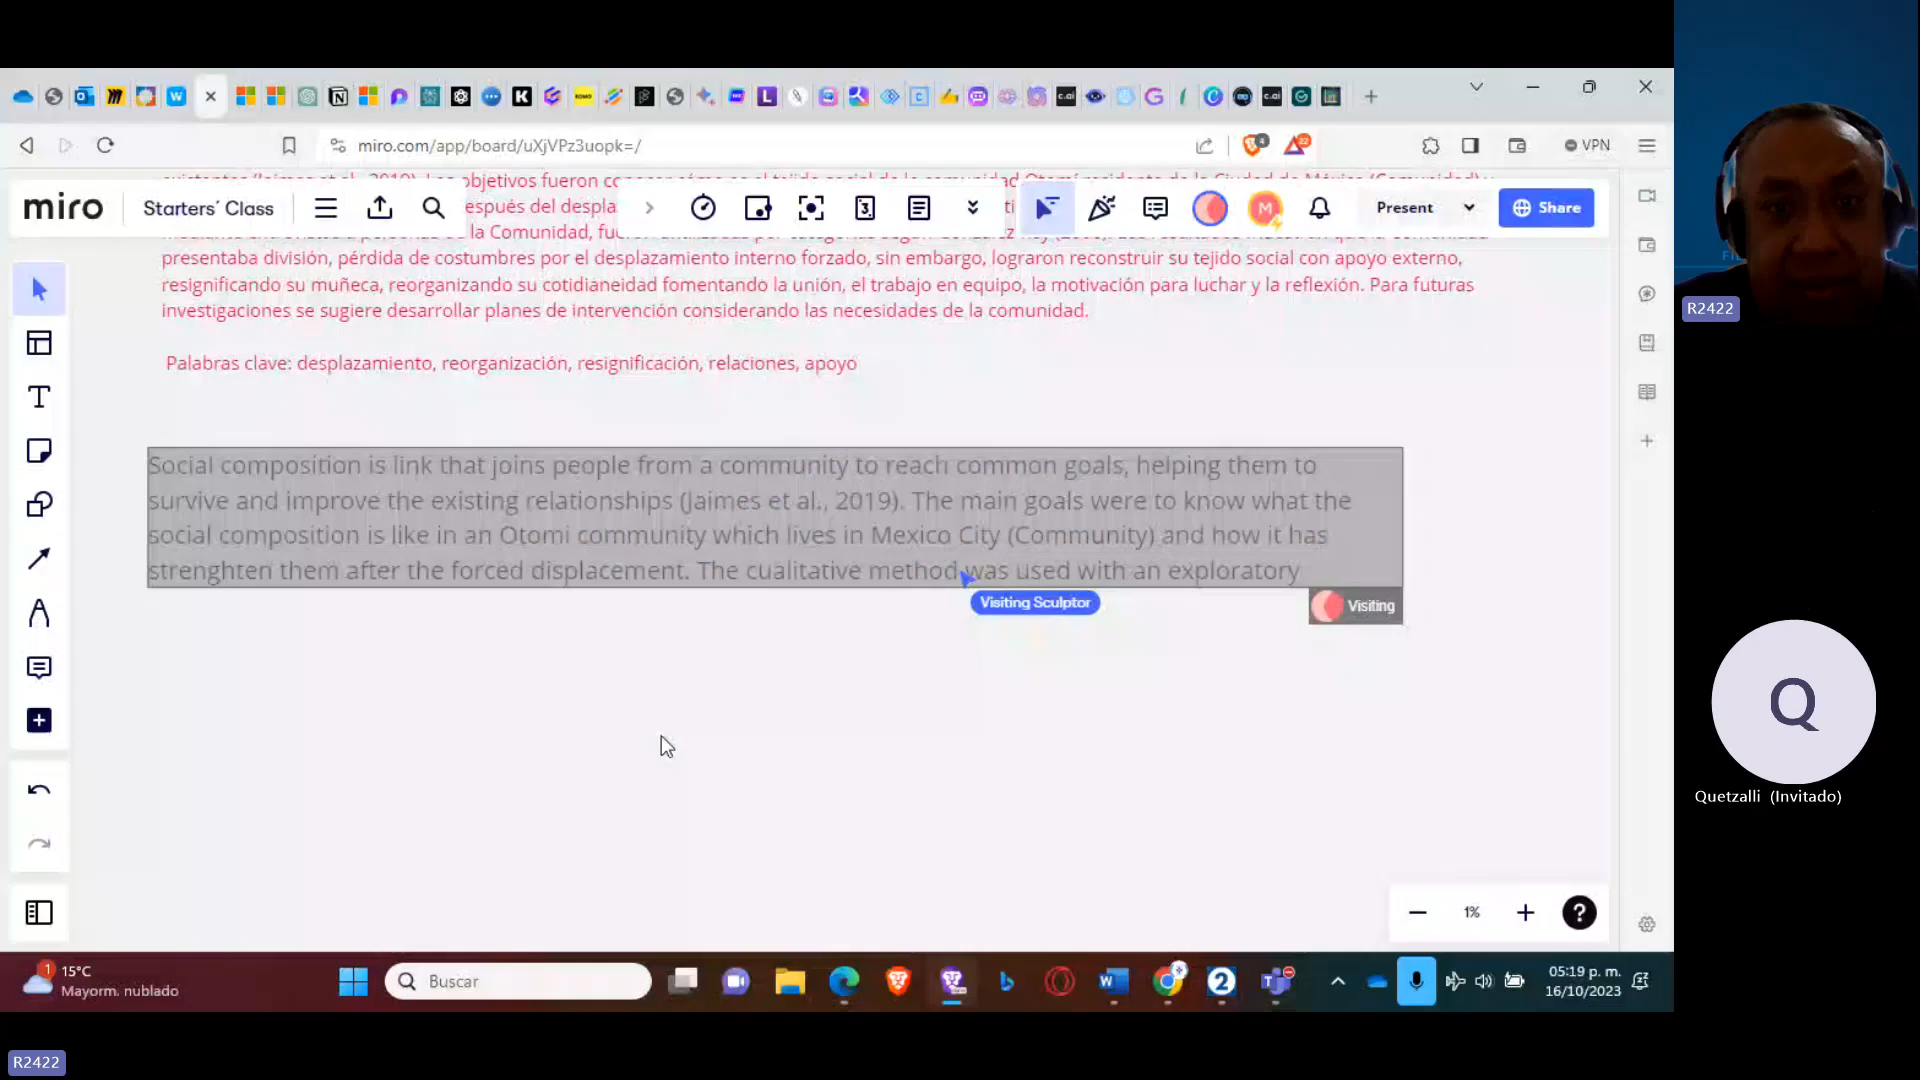 miro.com/app/board/uXjVPz3uopk=/
VPN
objetivos fueron
miro
Starters´ Class
espués del despla
Present
Share
la Comunidad,
presentaba división, pérdida de costumbres por el desplazamiento interno forzado, sin embargo, lograron reconstruir su tejido social con apoyo externo,
resignificando su muñeca, reorganizando su cotidianeidad fomentando la unión, el trabajo en equipo, la motivación para luchar y la reflexión. Para futuras
investigaciones se sugiere desarrollar planes de intervención considerando las necesidades de la comunidad.
Palabras clave: desplazamiento, reorganización, resignificación, relaciones, apoyo
Social composition is link that joins people from a community to reach common goals, helping them to
survive and improve the existing relationships (Jaimes et al., 2019). The main goals were to know what the
social composition is like in an Otomi community which lives in Mexico City (Community) and how it has
strenghten them after the forced displacement. The cualitative method was used with an exploratory
Visiting Sculptor
Visiting
1%
1
15°C
Mayorm. nublado
Buscar
05:19 p. m.
16/10/2023
R2422
Q
Quetzalli (Invitado)
R2422